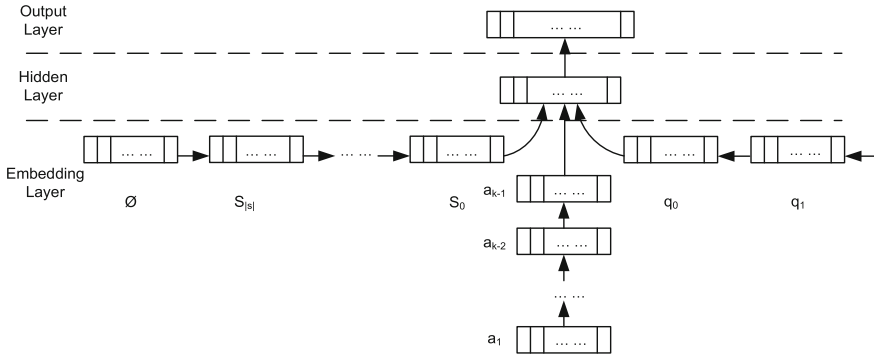 Output
Layer
... ...
Hidden
Layer
... ...
Embedding
Layer
... ... ... ... ... ... ... ... ... ... ... ...
Ø S|s| S0 q0 q1
ak-1 ... ...
ak-2 ... ...
... ...
a1 ... ...